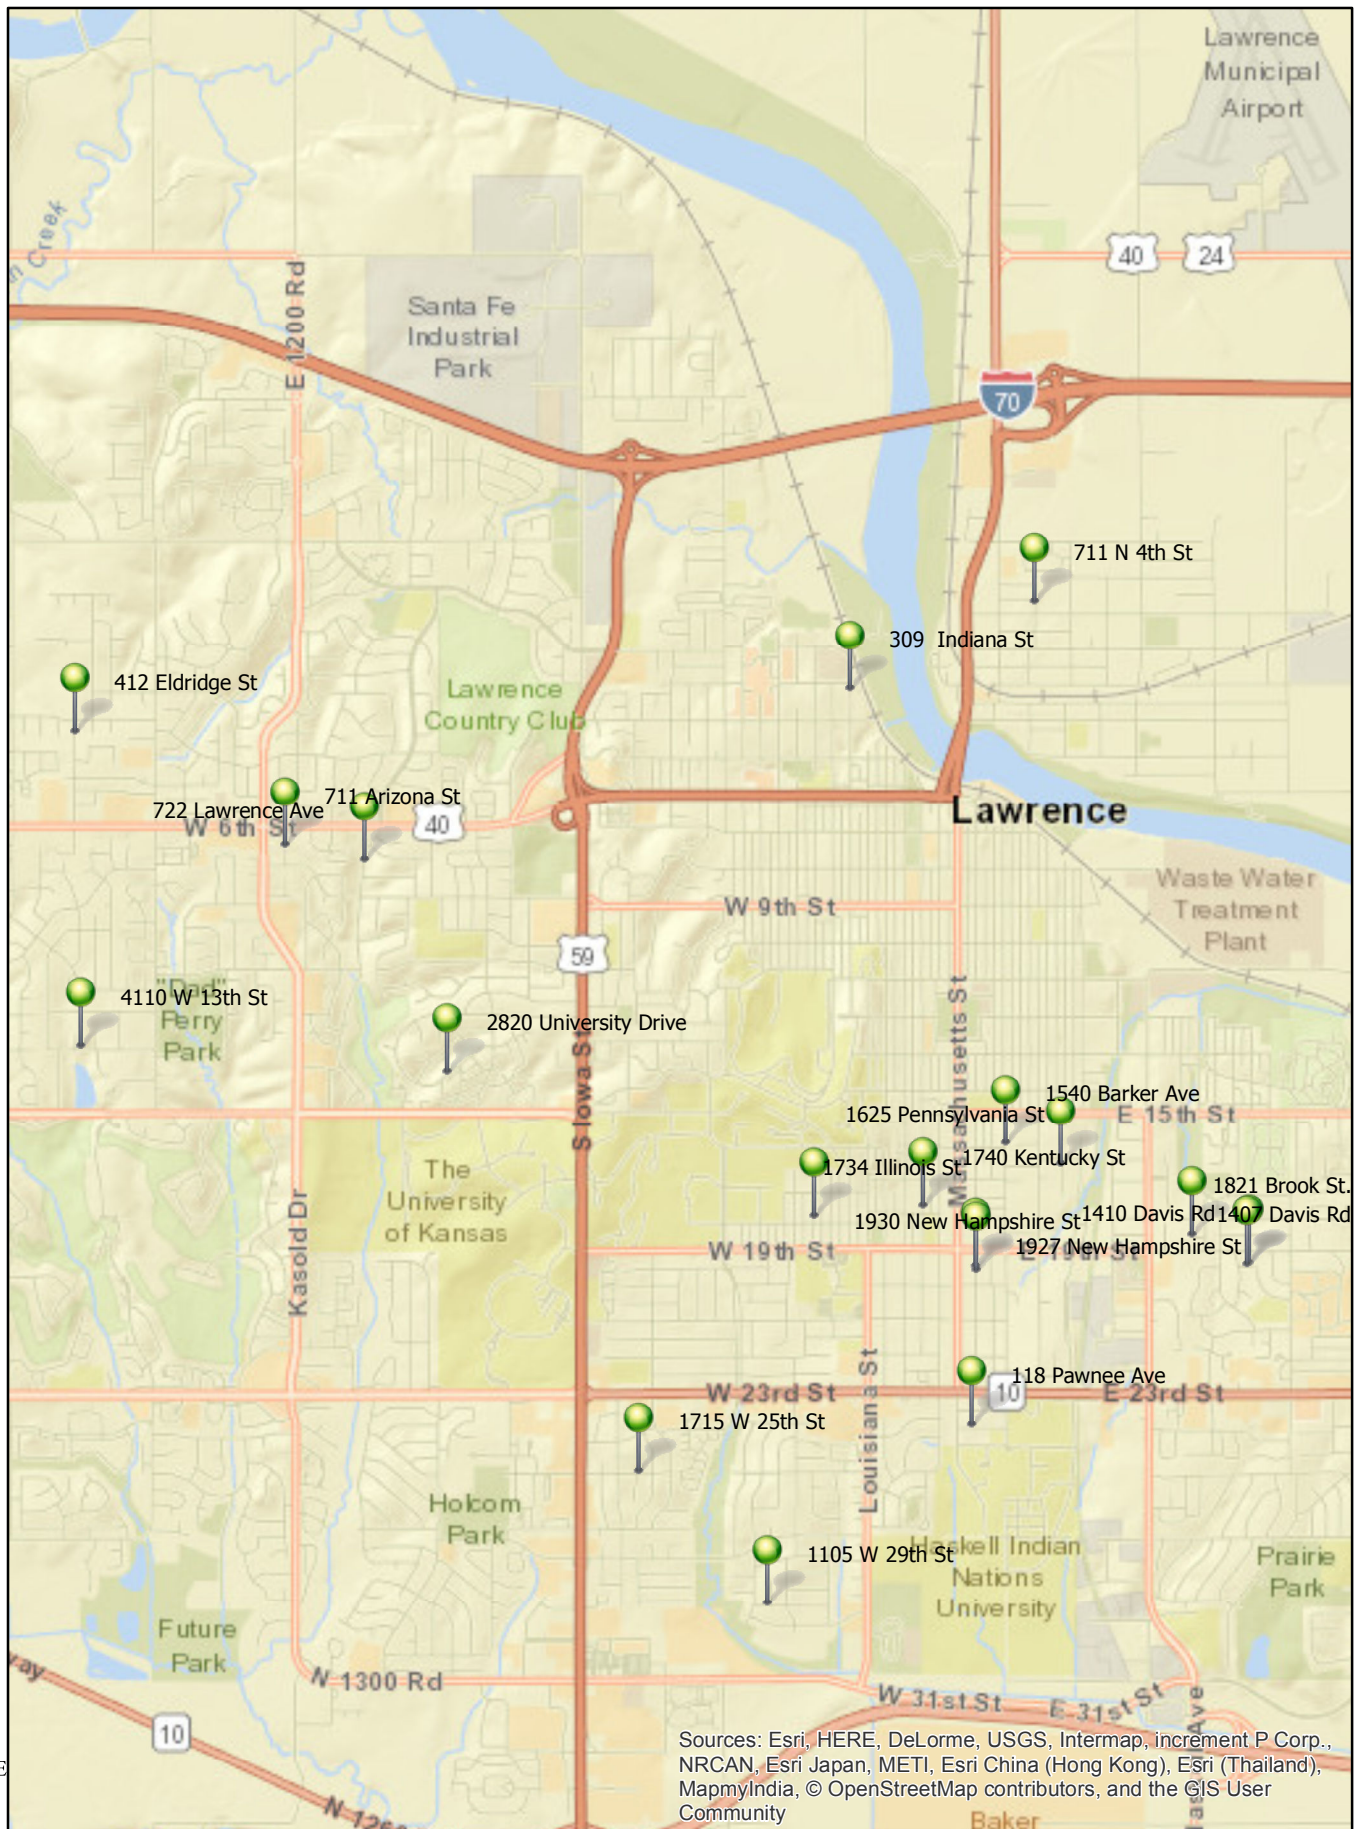 Lawrence
Municipal
Airport
Creek
40
24
E 1200 Rd
Santa Fe
Industrial
Park
70
711 N 4th St
309 Indiana St
412 Eldridge St
Lawrence
Country Club
722 Lawrence Ave
711 Arizona St
W 6th St
40
Lawrence
Waste Water
Treatment
Plant
W 9th St
59
"Dad"
Perry
Park
4110 W 13th St
2820 University Drive
S Iowa St
Massachusetts St
1540 Barker Ave
1625 Pennsylvania St
E 15th St
The
University
of Kansas
1734 Illinois St
1740 Kentucky St
1821 Brook St.
1930 New Hampshire St
1410 Davis Rd
1407 Davis Rd
1927 New Hampshire St
W 19th St
E 19th St
Kasold Dr
118 Pawnee Ave
W 23rd St
10
E 23rd St
1715 W 25th St
Louisiana St
Holcom
Park
1105 W 29th St
Haskell Indian
Nations
University
Prairie
Park
Future
Park
N 1300 Rd
W 31st St
E 31st St
way
10
Sources: Esri, HERE, DeLorme, USGS, Intermap, increment P Corp.,
NRCAN, Esri Japan, METI, Esri China (Hong Kong), Esri (Thailand),
MapmyIndia, © OpenStreetMap contributors, and the GIS User
Community
Baker
E